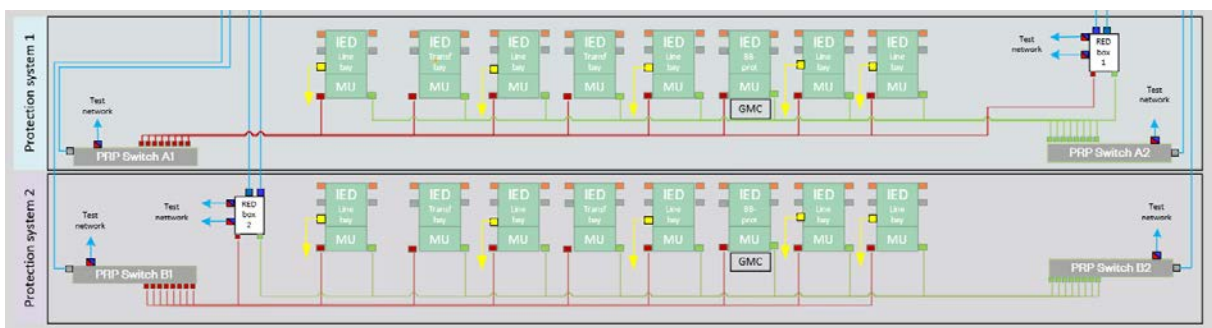 Protection system 1
IED
Line
bay
MU
IED
Transf
bay
MU
IED
Line
bay
MU
IED
Transf
bay
MU
IED
Line
bay
MU
IED
BB-
prot
MU
GMC
IED
Line
bay
MU
IED
Line
bay
MU
Test
network
RED
box
1
Test
network
PRP Switch A1
Test
network
PRP Switch A2
Protection system 2
Test
network
PRP Switch B1
Test
network
RED
box
2
IED
Line
bay
MU
IED
Transf
bay
MU
IED
Line
bay
MU
IED
Transf
bay
MU
IED
Line
bay
MU
IED
BB-
prot
MU
GMC
IED
Line
bay
MU
IED
Line
bay
MU
Test
network
PRP Switch B2